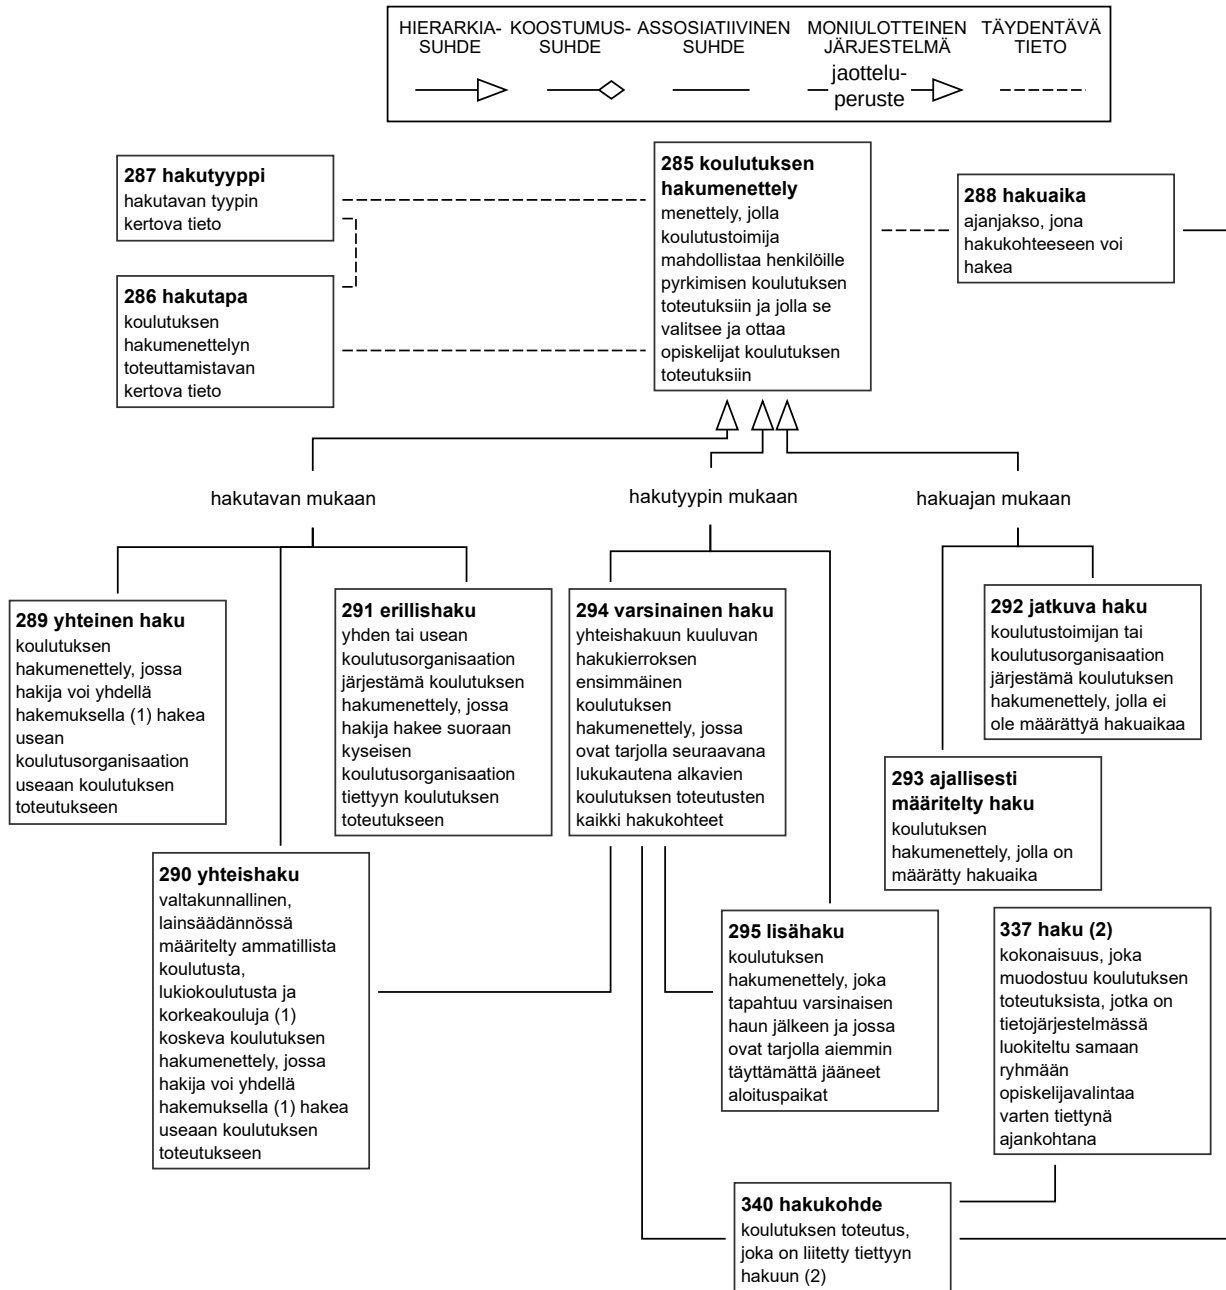 HIERARKIA-
SUHDE
KOOSTUMUS-
SUHDE
ASSOSIATIIVINEN
SUHDE
MONIULOTTEINEN
JÄRJESTELMÄ
TÄYDENTÄVÄ
TIETO
jaottelu-
peruste
287 hakutyyppi
hakutavan tyypin
kertova tieto
286 hakutapa
koulutuksen
hakumenettelyn
toteuttamistavan
kertova tieto
285 koulutuksen
hakumenettely
menettely, jolla
koulutustoimija
mahdollistaa henkilöille
pyrkimisen koulutuksen
toteutuksiin ja jolla se
valitsee ja ottaa
opiskelijat koulutuksen
toteutuksiin
288 hakuaika
ajanjakso, jona
hakukohteeseen voi
hakea
hakutavan mukaan
hakutyypin mukaan
hakuajan mukaan
289 yhteinen haku
koulutuksen
hakumenettely, jossa
hakija voi yhdellä
hakemuksella (1) hakea
usean
koulutusorganisaation
useaan koulutuksen
toteutukseen
291 erillishaku
yhden tai usean
koulutusorganisaation
järjestämä koulutuksen
hakumenettely, jossa
hakija hakee suoraan
kyseisen
koulutusorganisaation
tiettyyn koulutuksen
toteutukseen
294 varsinainen haku
yhteishakuun kuuluvan
hakukierroksen
ensimmäinen
koulutuksen
hakumenettely, jossa
ovat tarjolla seuraavana
lukukautena alkavien
koulutuksen toteutusten
kaikki hakukohteet
292 jatkuva haku
koulutustoimijan tai
koulutusorganisaation
järjestämä koulutuksen
hakumenettely, jolla ei
ole määrättyä hakuaikaa
293 ajallisesti
määritelty haku
koulutuksen
hakumenettely, jolla on
määrätty hakuaika
290 yhteishaku
valtakunnallinen,
lainsäädännössä
määritelty ammatillista
koulutusta,
lukiokoulutusta ja
korkeakouluja (1)
koskeva koulutuksen
hakumenettely, jossa
hakija voi yhdellä
hakemuksella (1) hakea
useaan koulutuksen
toteutukseen
295 lisähaku
koulutuksen
hakumenettely, joka
tapahtuu varsinaisen
haun jälkeen ja jossa
ovat tarjolla aiemmin
täyttämättä jääneet
aloituspaikat
337 haku (2)
kokonaisuus, joka
muodostuu koulutuksen
toteutuksista, jotka on
tietojärjestelmässä
luokiteltu samaan
ryhmään
opiskelijavalintaa
varten tiettynä
ajankohtana
340 hakukohde
koulutuksen toteutus,
joka on liitetty tiettyyn
hakuun (2)